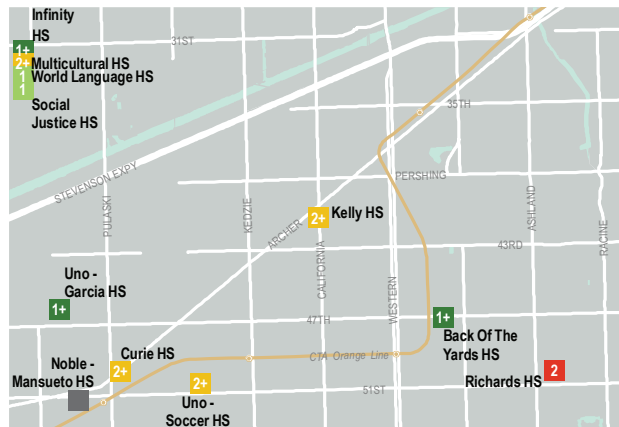 Infinity
HS
1+
31ST
2+ Multicultural HS
1 World Language HS
1
Social
Justice HS
35TH
STEVENSON EXPY
PERSHING
PULASKI
KEDZIE
ARCHER
2+ Kelly HS
CALIFORNIA
WESTERN
ASHLAND
RACINE
43RD
Uno -
Garcia HS
1+
47TH
1+
Back Of The
Yards HS
Noble -
Mansueto HS
Curie HS
2+
CTA Orange Line
2+
Uno -
Soccer HS
51ST
Richards HS
2